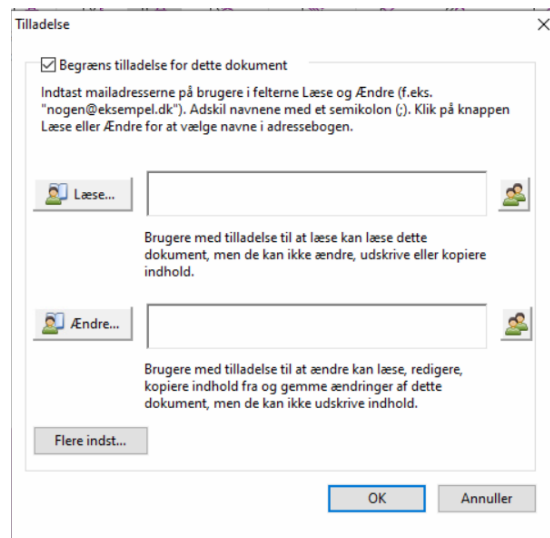 Tilladelse
Begræns tilladelse for dette dokument
Indtast mailadresserne på brugere i felterne Læse og Ændre (f.eks.
"nogen@eksempel.dk"). Adskil navnene med et semikolon (;). Klik på knappen
Læse eller Ændre for at vælge navne i adressebogen.
Læse...
Brugere med tilladelse til at læse kan læse dette
dokument, men de kan ikke ændre, udskrive eller kopiere
indhold.
Ændre...
Brugere med tilladelse til at ændre kan læse, redigere,
kopiere indhold fra og gemme ændringer af dette
dokument, men de kan ikke udskrive indhold.
Flere indst...
OK
Annuller